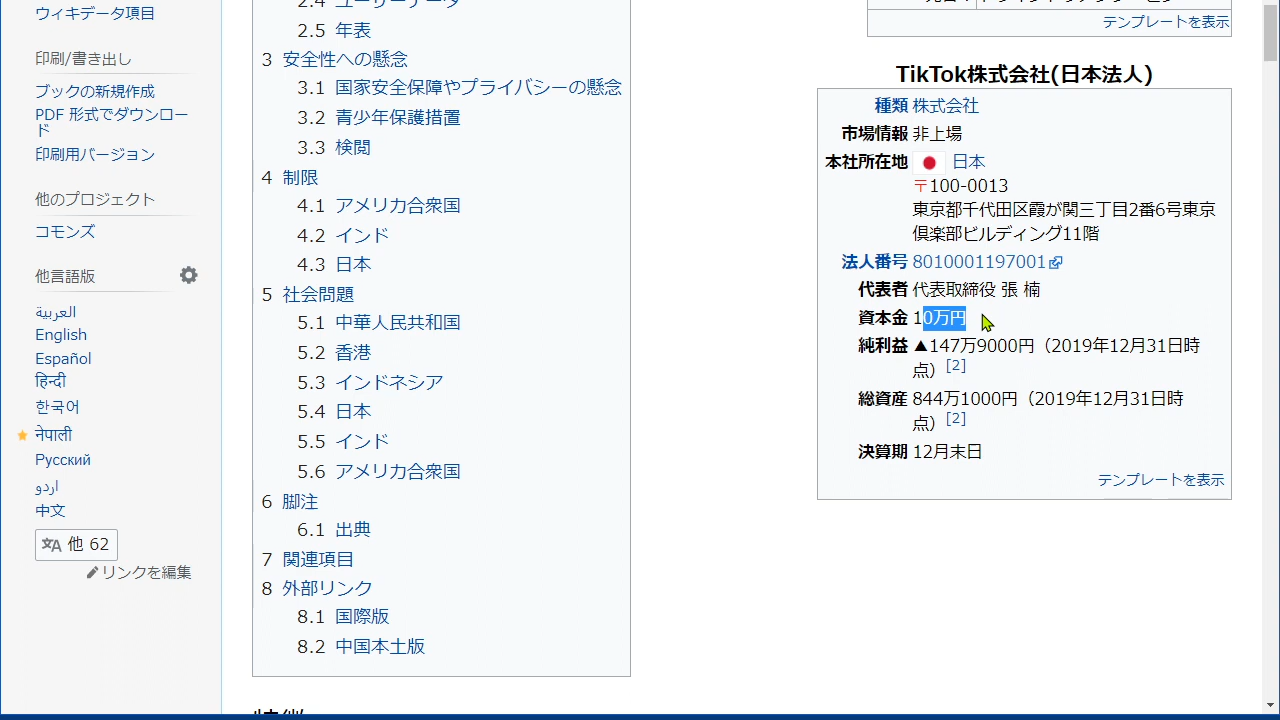 ウィキデータ項目
印刷/書き出し
ブックの新規作成
PDF 形式でダウンロー
ド
印刷用バージョン
他のプロジェクト
コモンズ
他言語版
العربية
English
Español
हिन्दी
한국어
नेपाली
Русский
اردو
中文
他 62
リンクを編集
2.4 ユーザーデータ
2.5 年表
3 安全性への懸念
3.1 国家安全保障やプライバシーの懸念
3.2 青少年保護措置
3.3 検閲
4 制限
4.1 アメリカ合衆国
4.2 インド
4.3 日本
5 社会問題
5.1 中華人民共和国
5.2 香港
5.3 インドネシア
5.4 日本
5.5 インド
5.6 アメリカ合衆国
6 脚注
6.1 出典
7 関連項目
8 外部リンク
8.1 国際版
8.2 中国本土版
テンプレートを表示
TikTok株式会社(日本法人)
種類 株式会社
市場情報 非上場
本社所在地 日本
〒100-0013
東京都千代田区霞が関三丁目2番6号東京
倶楽部ビルディング11階
法人番号 8010001197001
代表者 代表取締役 張 楠
資本金 10万円
純利益 ▲147万9000円（2019年12月31日時
点）[2]
総資産 844万1000円（2019年12月31日時
点）[2]
決算期 12月末日
テンプレートを表示